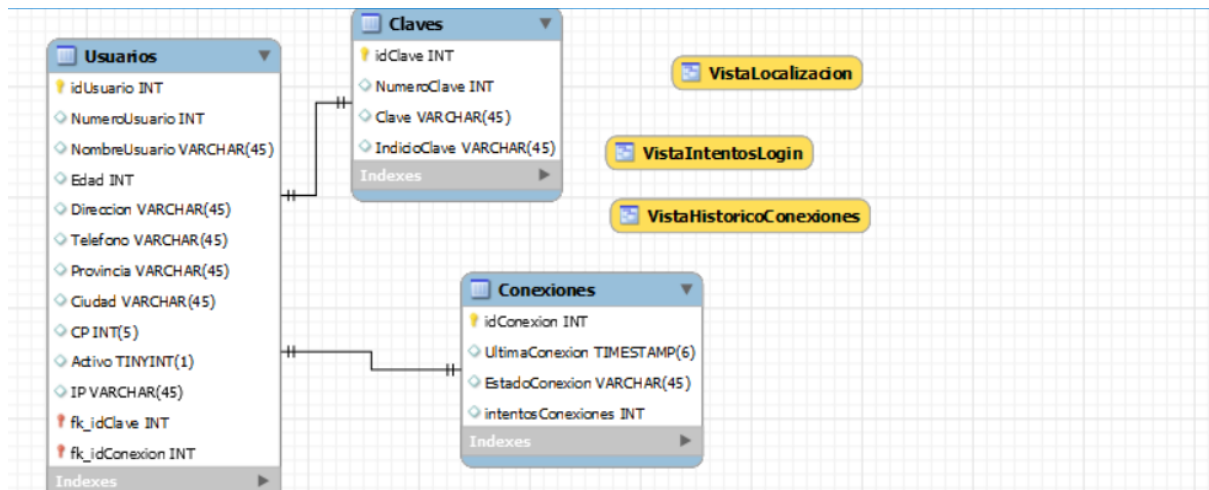 Usuarios
idUsuario INT
NumeroUsuario INT
NombreUsuario VARCHAR(45)
Edad INT
Direccion VARCHAR(45)
Telefono VARCHAR(45)
Provincia VARCHAR(45)
Ciudad VARCHAR(45)
CP INT(5)
Activo TINYINT(1)
IP VARCHAR(45)
fk_idClave INT
fk_idConexion INT
Indexes
Claves
idClave INT
NumeroClave INT
Clave VARCHAR(45)
IndicioClave VARCHAR(45)
Indexes
VistaLocalizacion
VistaIntentosLogin
VistaHistoricoConexiones
Conexiones
idConexion INT
UltimaConexion TIMESTAMP(6)
EstadoConexion VARCHAR(45)
intentosConexiones INT
Indexes